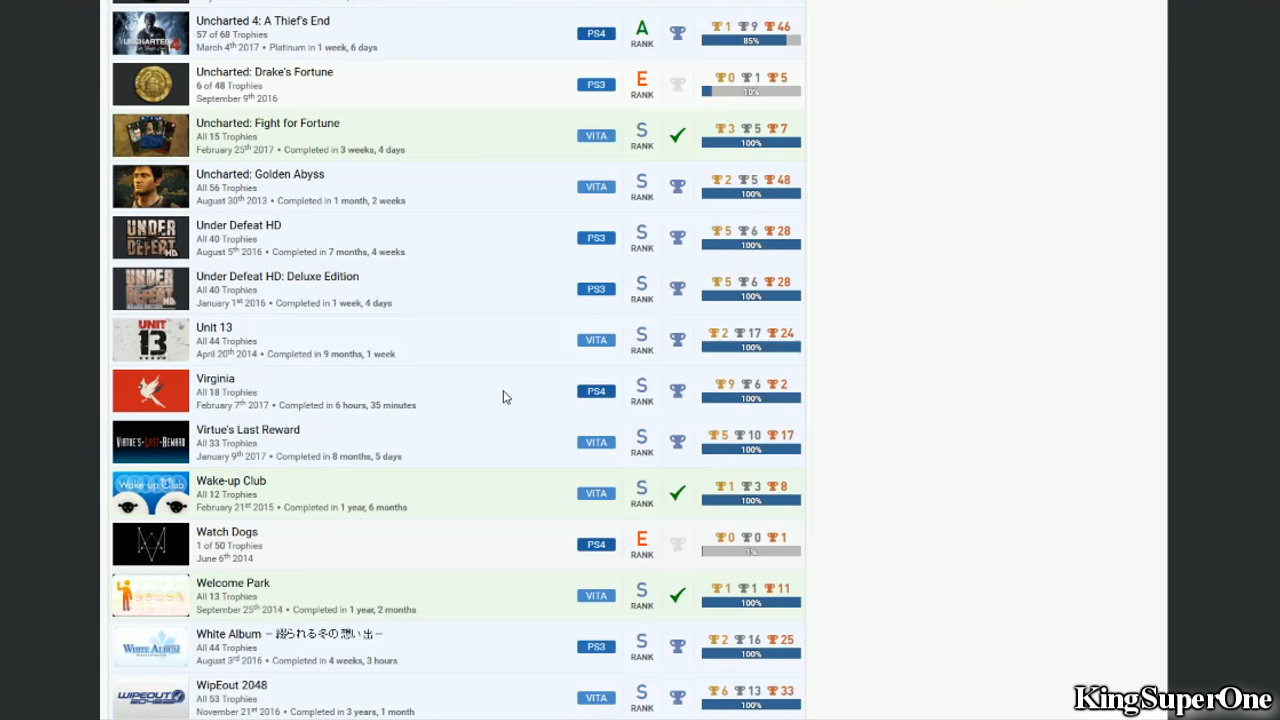 Uncharted 4: A Thief's End
57 of 68 Trophies
March 4th 2017 • Platinum in 1 week, 6 days
UNCHARTED 4
PS4
A
RANK
1 9 46
85%
Uncharted: Drake's Fortune
6 of 48 Trophies
September 9th 2016
PS3
E
RANK
0 1 5
10%
Uncharted: Fight for Fortune
All 15 Trophies
February 25th 2017 • Completed in 3 weeks, 4 days
VITA
S
RANK
3 5 7
100%
Uncharted: Golden Abyss
All 56 Trophies
August 30th 2013 • Completed in 1 month, 2 weeks
VITA
S
RANK
2 5 48
100%
UNDER DEFEAT HD
Under Defeat HD
All 40 Trophies
August 5th 2016 • Completed in 7 months, 4 weeks
PS3
S
RANK
5 6 28
100%
UNDER DEFEAT HD
Under Defeat HD: Deluxe Edition
All 40 Trophies
January 1st 2016 • Completed in 1 week, 4 days
PS3
S
RANK
5 6 28
100%
UNIT 13
Unit 13
All 44 Trophies
April 20th 2014 • Completed in 9 months, 1 week
VITA
S
RANK
2 17 24
100%
Virginia
All 18 Trophies
February 7th 2017 • Completed in 6 hours, 35 minutes
PS4
S
RANK
9 6 2
100%
VIRTUE'S LAST REWARD
Virtue's Last Reward
All 33 Trophies
January 9th 2017 • Completed in 8 months, 5 days
VITA
S
RANK
5 10 17
100%
Wake up Club
Wake-up Club
All 12 Trophies
February 21st 2015 • Completed in 1 year, 6 months
VITA
S
RANK
1 3 8
100%
Watch Dogs
1 of 50 Trophies
June 6th 2014
PS4
E
RANK
0 0 1
1%
Welcome Park
All 13 Trophies
September 25th 2014 • Completed in 1 year, 2 months
VITA
S
RANK
1 1 11
100%
WHITE ALBUM
White Album －綴られる冬の想い出－
All 44 Trophies
August 3rd 2016 • Completed in 4 weeks, 3 hours
PS3
S
RANK
2 16 25
100%
WIPEOUT 2048
WipEout 2048
All 53 Trophies
November 21st 2016 • Completed in 3 years, 1 month
VITA
S
RANK
6 13 33
100%
KingSuperOne